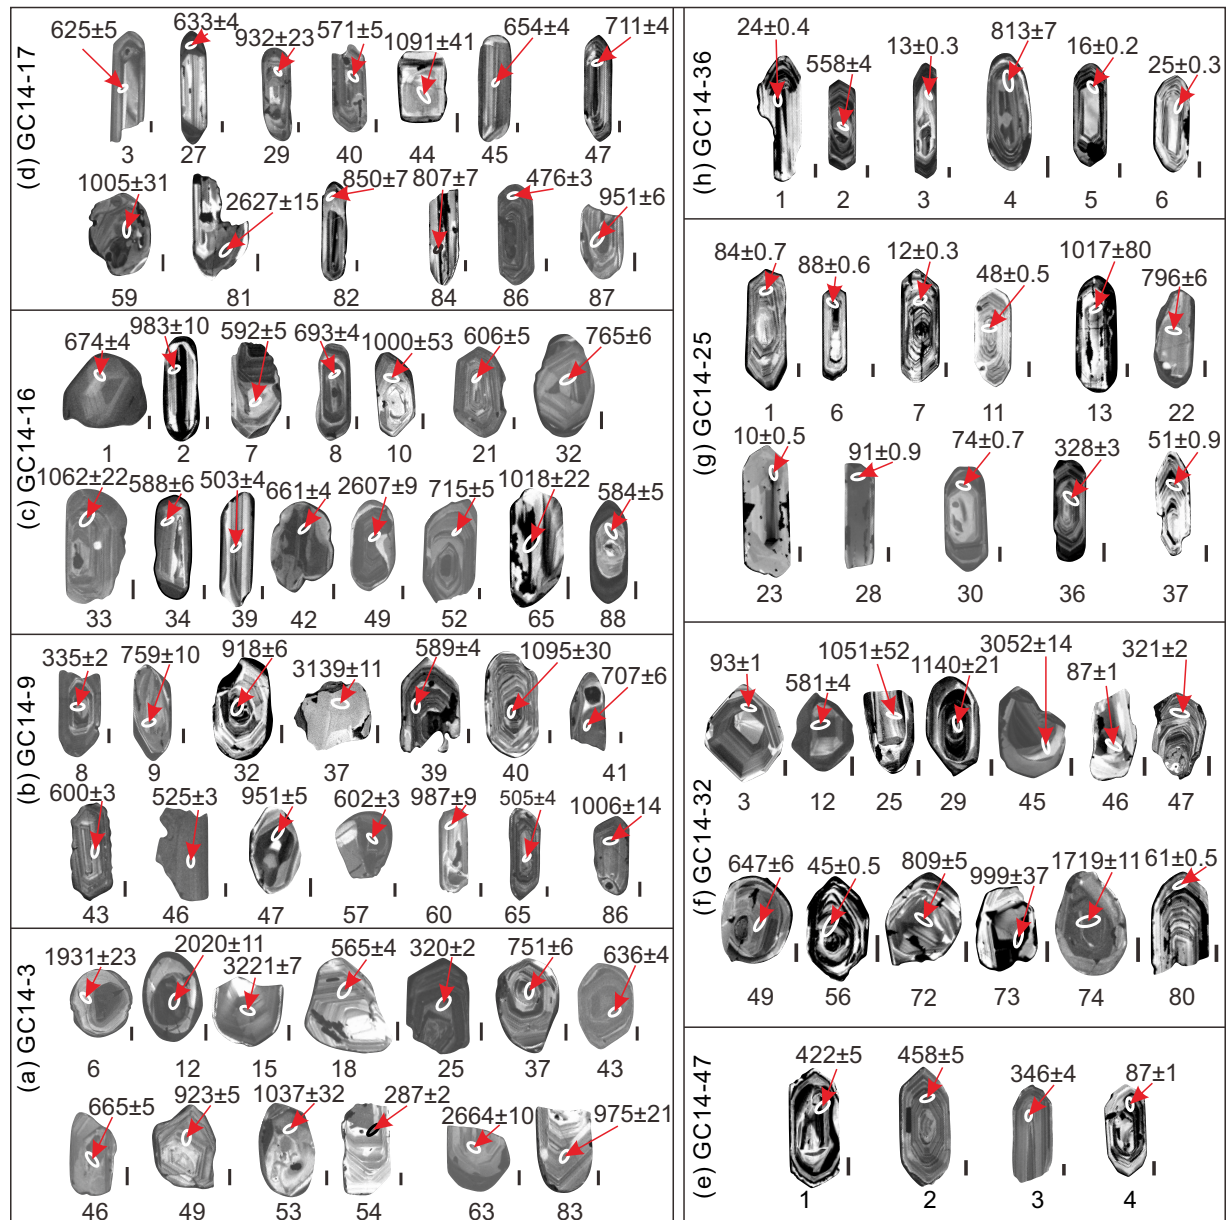 (d) GC14-17
625±5 633±4 932±23 571±5 1091±41 654±4 711±4
3 27 29 40 44 45 47
1005±31 2627±15 850±7 807±7 476±3 951±6
59 81 82 84 86 87
(c) GC14-16
674±4 983±10 592±5 693±4 1000±53 606±5 765±6
1 2 7 8 10 21 32
1062±22 588±6 503±4 661±4 2607±9 715±5 1018±22 584±5
33 34 39 42 49 52 65 88
(b) GC14-9
335±2 759±10 918±6 3139±11 589±4 1095±30 707±6
8 9 32 37 39 40 41
600±3 525±3 951±5 602±3 987±9 505±4 1006±14
43 46 47 57 60 65 86
(a) GC14-3
1931±23 2020±11 3221±7 565±4 320±2 751±6 636±4
6 12 15 18 25 37 43
665±5 923±5 1037±32 287±2 2664±10 975±21
46 49 53 54 63 83
(h) GC14-36
24±0.4 558±4 13±0.3 813±7 16±0.2 25±0.3
1 2 3 4 5 6
(g) GC14-25
84±0.7 88±0.6 12±0.3 48±0.5 1017±80 796±6
1 6 7 11 13 22
10±0.5 91±0.9 74±0.7 328±3 51±0.9
23 28 30 36 37
(f) GC14-32
93±1 581±4 1051±52 1140±21 3052±14 87±1 321±2
3 12 25 29 45 46 47
647±6 45±0.5 809±5 999±37 1719±11 61±0.5
49 56 72 73 74 80
(e) GC14-47
422±5 458±5 346±4 87±1
1 2 3 4